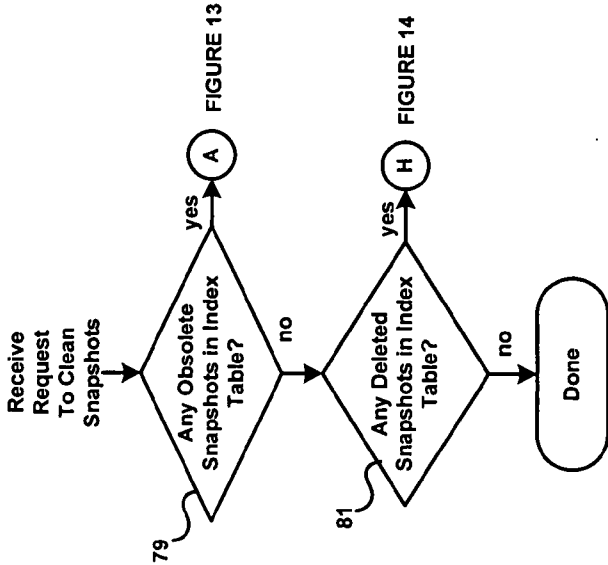 Receive
Request
To Clean
Snapshots
79
Any Obsolete
Snapshots in Index
Table?
yes
A
FIGURE 13
no
81
Any Deleted
Snapshots in Index
Table?
yes
H
FIGURE 14
no
Done